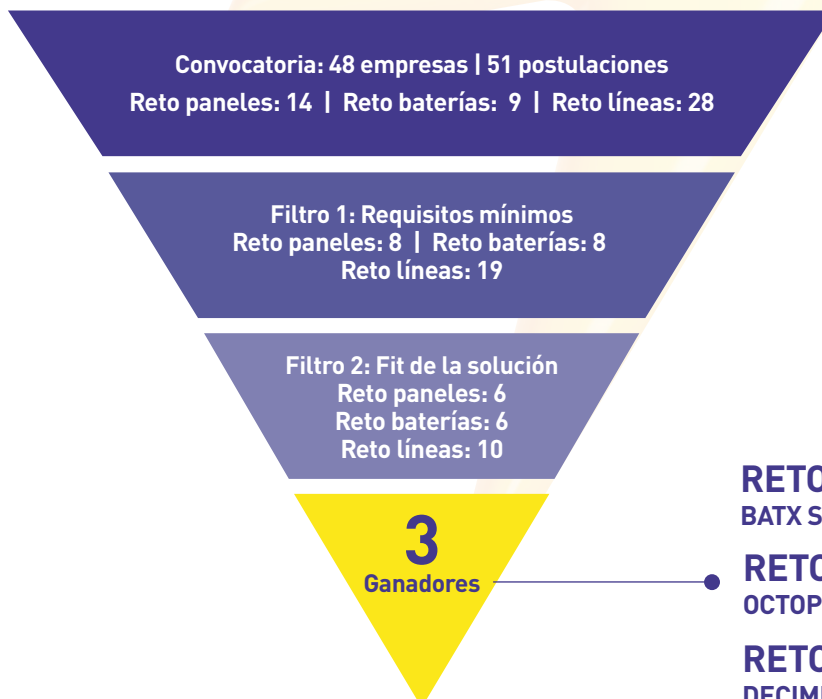 Convocatoria: 48 empresas | 51 postulaciones
Reto paneles: 14 | Reto baterías: 9 | Reto líneas: 28
Filtro 1: Requisitos mínimos
Reto paneles: 8 | Reto baterías: 8
Reto líneas: 19
Filtro 2: Fit de la solución
Reto paneles: 6
Reto baterías: 6
Reto líneas: 10
3
Ganadores
RETO
BATX
RETO
RETO